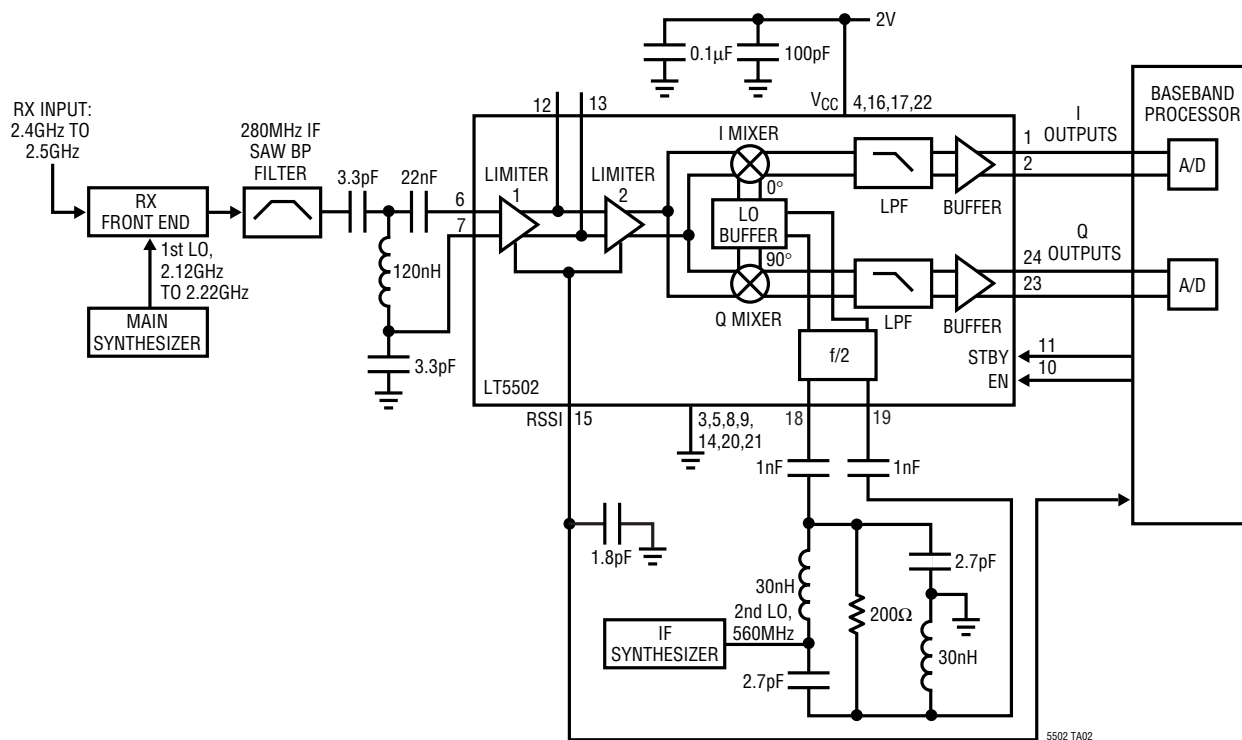 2V
0.1µF
100pF
RX INPUT:
2.4GHz TO
2.5GHz
280MHz IF
SAW BP
FILTER
3.3pF
22nF
RX
FRONT END
1st LO,
2.12GHz
TO 2.22GHz
MAIN
SYNTHESIZER
120nH
3.3pF
12
13
VCC
4,16,17,22
6
7
LIMITER
1
LIMITER
2
I MIXER
0°
LO
BUFFER
90°
Q MIXER
LPF
BUFFER
LPF
BUFFER
f/2
LT5502
1
2
I
OUTPUTS
24
23
Q
OUTPUTS
BASEBAND
PROCESSOR
A/D
A/D
STBY
11
EN
10
RSSI
15
3,5,8,9,
14,20,21
18
19
1nF
1nF
1.8pF
30nH
2nd LO,
560MHz
IF
SYNTHESIZER
2.7pF
200Ω
2.7pF
30nH
5502 TA02